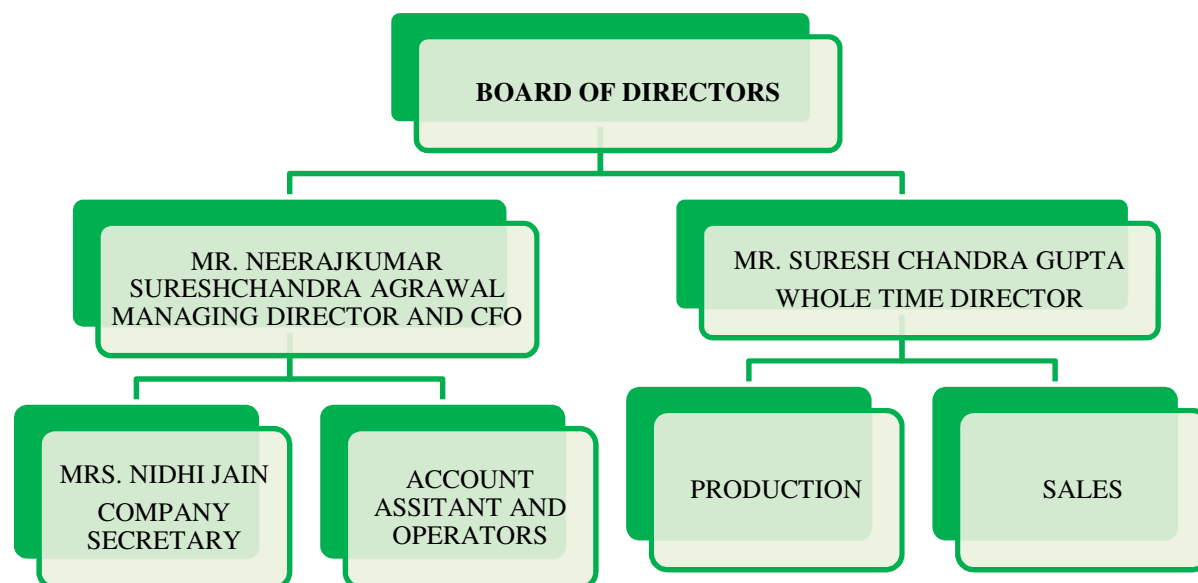 BOARD OF DIRECTORS
MR. NEERAJKUMAR
SURESHCHANDRA AGRAWAL
MANAGING DIRECTOR AND CFO
MR. SURESH CHANDRA GUPTA
WHOLE TIME DIRECTOR
MRS. NIDHI JAIN
COMPANY
SECRETARY
ACCOUNT
ASSITANT AND
OPERATORS
PRODUCTION
SALES